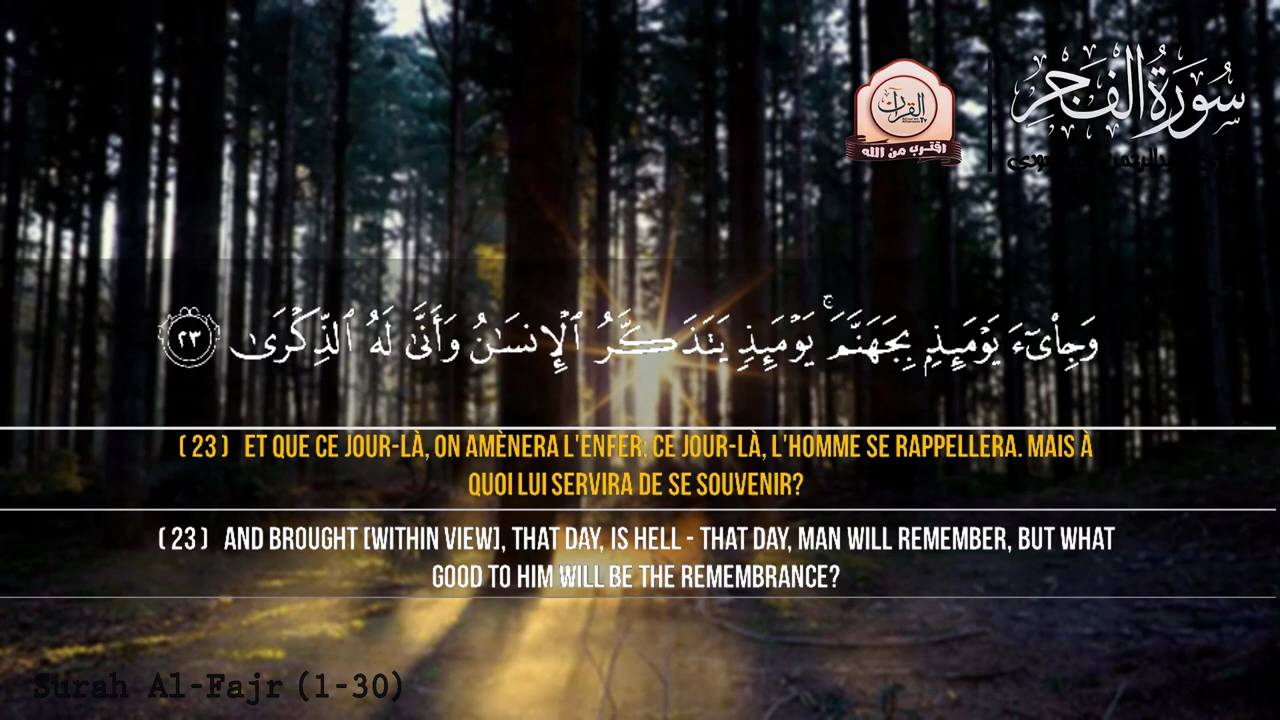 سُورَةُ الفَجْرِ
القرآن
اقترب من الله
وَجِا۟ىٓءَ يَوْمَئِذٍۭ بِجَهَنَّمَ ۚ يَوْمَئِذٍ يَتَذَكَّرُ ٱلْإِنسَـٰنُ وَأَنَّىٰ لَهُ ٱلذِّكْرَىٰ ٢٣
( 23 ) ET QUE CE JOUR-LÀ, ON AMÈNERA L'ENFER; CE JOUR-LÀ, L'HOMME SE RAPPELLERA. MAIS À
QUOI LUI SERVIRA DE SE SOUVENIR?
( 23 ) AND BROUGHT [WITHIN VIEW], THAT DAY, IS HELL - THAT DAY, MAN WILL REMEMBER, BUT WHAT
GOOD TO HIM WILL BE THE REMEMBRANCE?
Surah Al-Fajr (1-30)